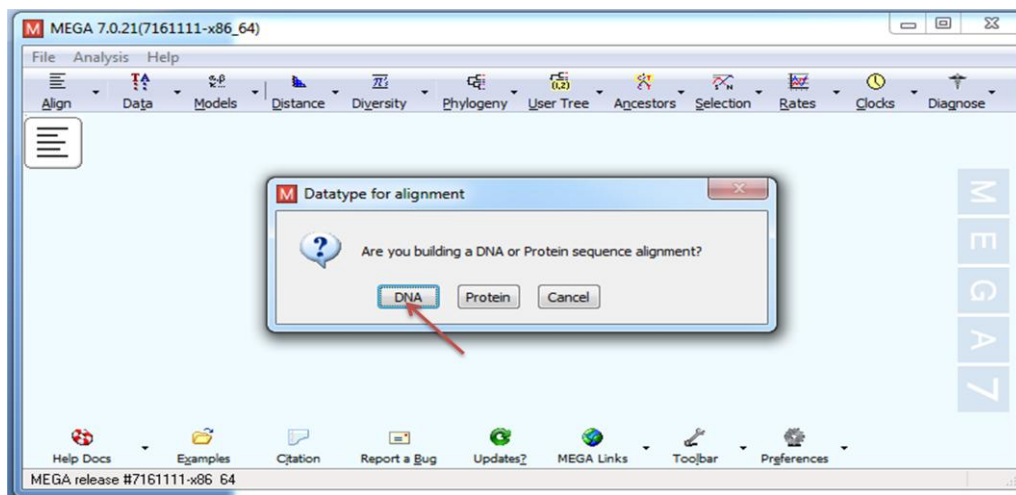 M MEGA 7.0.21(7161111-x86_64)
File Analysis Help
Align Data Models Distance Diversity Phylogeny User Tree Ancestors Selection Rates Clocks Diagnose
M Datatype for alignment
Are you building a DNA or Protein sequence alignment?
DNA Protein Cancel
MEGA7
Help Docs Examples Citation Report a Bug Updates? MEGA Links Toolbar Preferences
MEGA release #7161111-x86_64